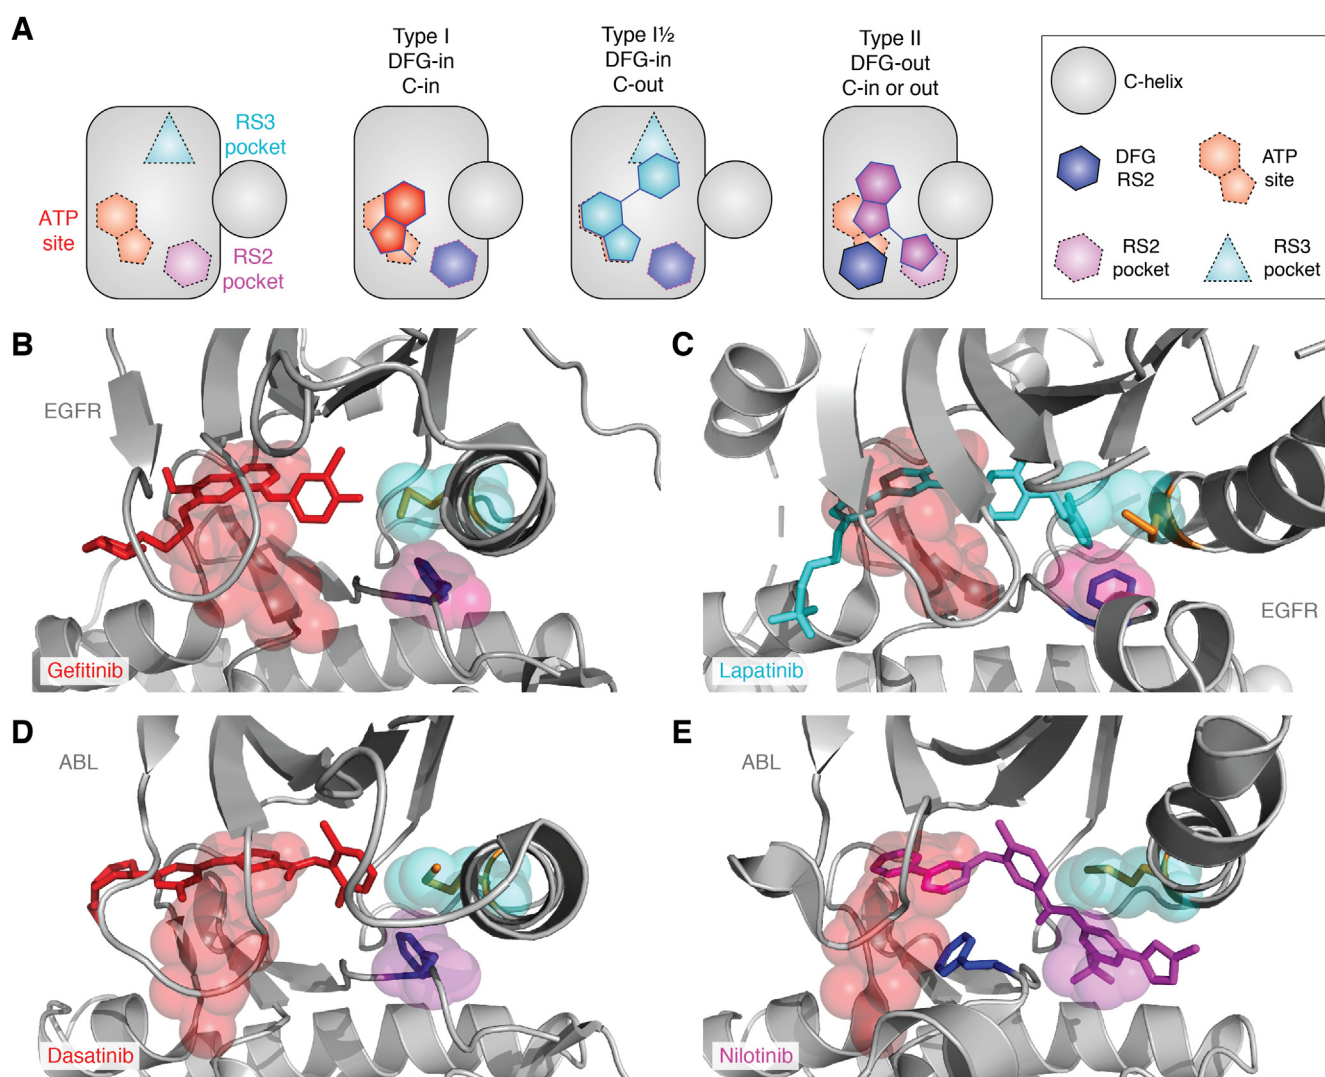 A
Type I
DFG-in
C-in
Type I½
DFG-in
C-out
Type II
DFG-out
C-in or out
RS3
pocket
ATP
site
RS2
pocket
C-helix
DFG
RS2
ATP
site
RS2
pocket
RS3
pocket
B
EGFR
Gefitinib
C
EGFR
Lapatinib
D
ABL
Dasatinib
E
ABL
Nilotinib